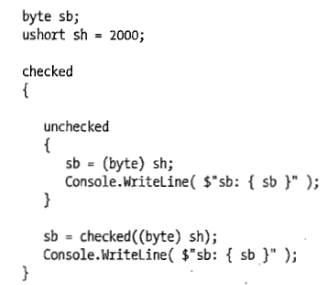 byte sb;
ushort sh = 2000;
checked
{
unchecked
{
sb = (byte) sh;
Console.WriteLine( $"sb: { sb }" );
}
sb = checked((byte) sh);
Console.WriteLine( $"sb: { sb }" );
}